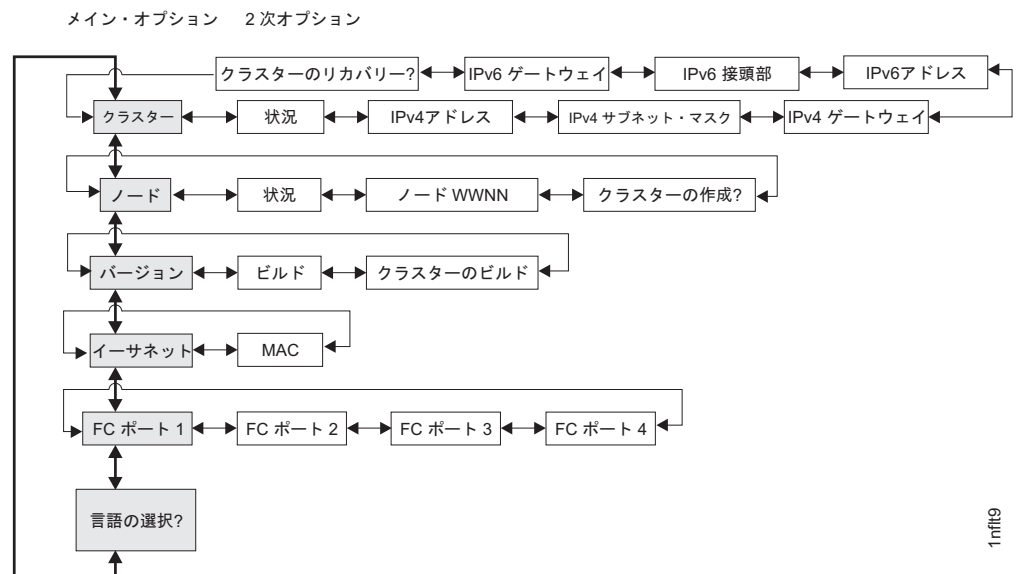 メイン・オプション 2 次オプション
クラスターのリカバリー? IPv6 ゲートウェイ IPv6 接頭部 IPv6アドレス
クラスター 状況 IPv4アドレス IPv4 サブネット・マスク IPv4 ゲートウェイ
ノード 状況 ノード WWNN クラスターの作成?
バージョン ビルド クラスターのビルド
イーサネット MAC
FC ポート 1 FC ポート 2 FC ポート 3 FC ポート 4
言語の選択?
1nflt9